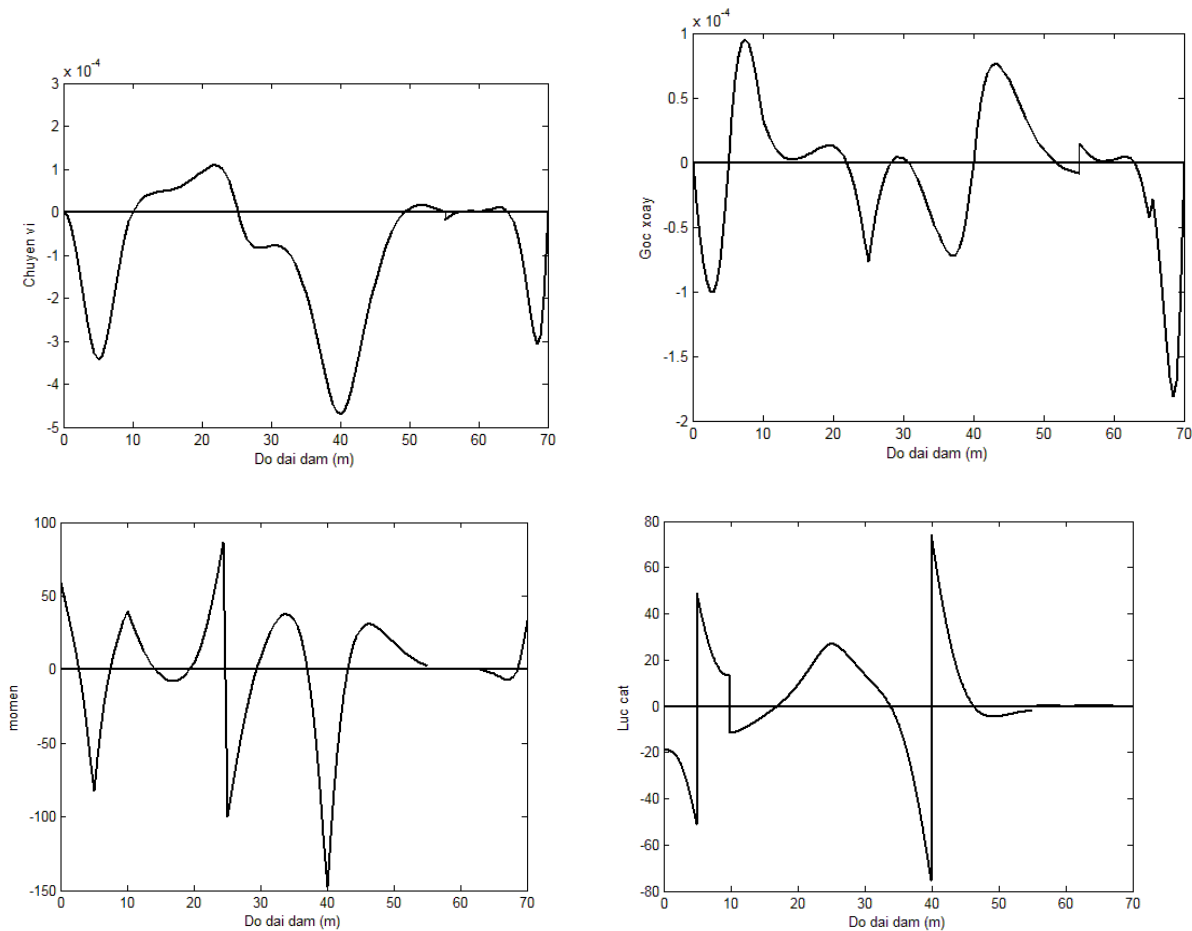 x 10⁻⁴
3
2
1
0
-1
-2
-3
-4
-5
0 10 20 30 40 50 60 70
Chuyen vi
Do dai dam (m)
x 10⁻⁴
1
0.5
0
-0.5
-1
-1.5
-2
0 10 20 30 40 50 60 70
Goc xoay
Do dai dam (m)
100
50
0
-50
-100
-150
0 10 20 30 40 50 60 70
momen
Do dai dam (m)
80
60
40
20
0
-20
-40
-60
-80
0 10 20 30 40 50 60 70
Luc cat
Do dai dam (m)